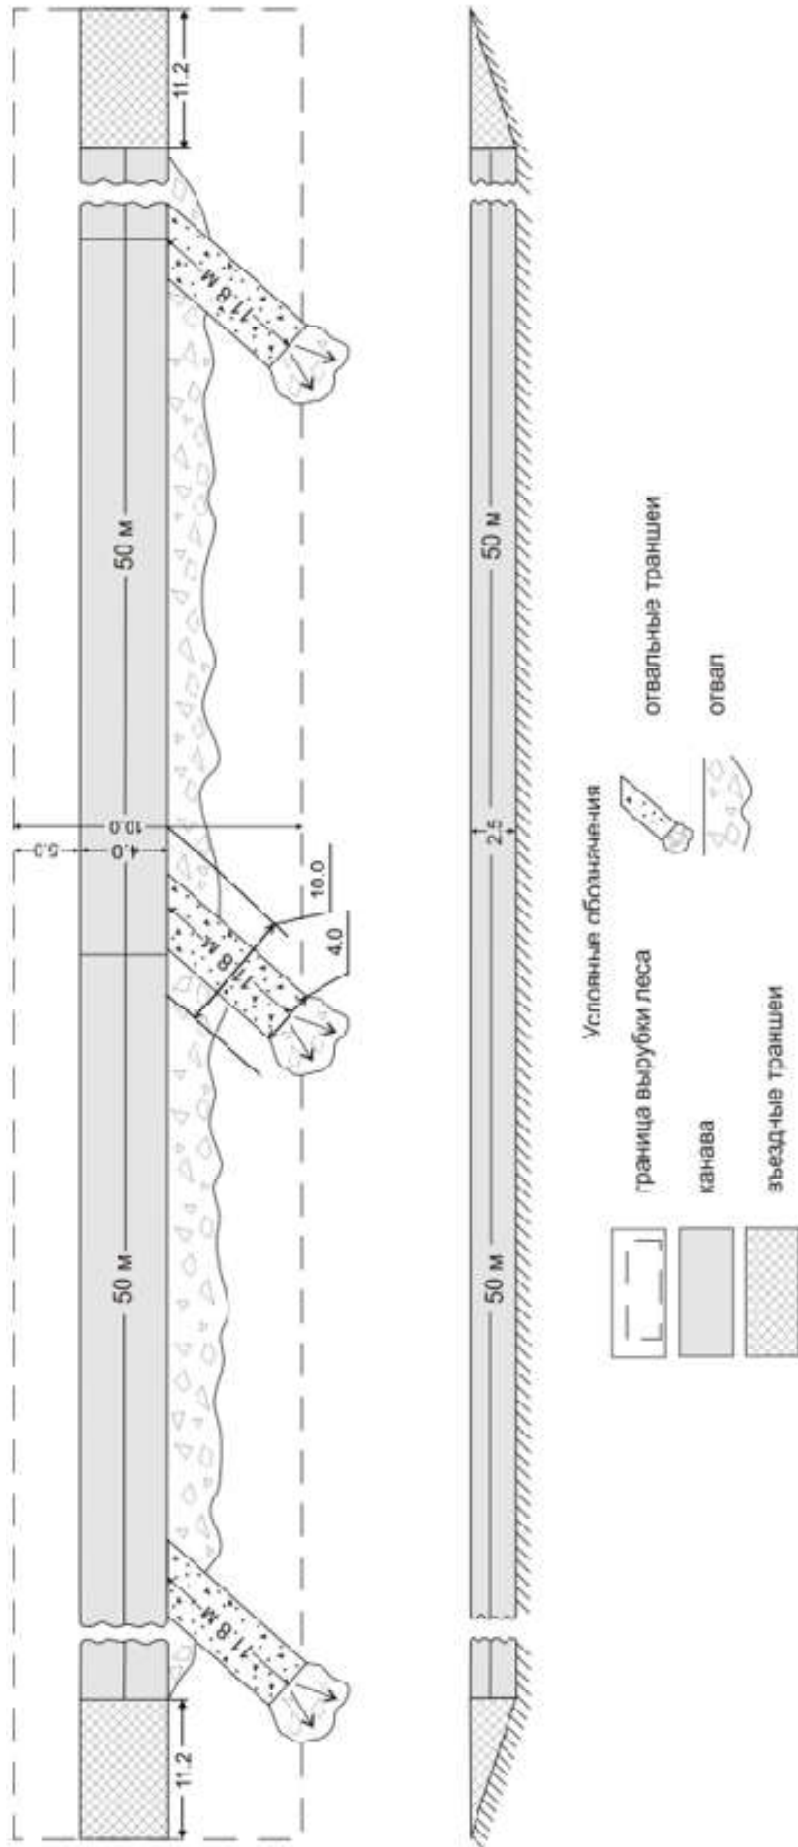 11.2
11.2
11.8 м
11.8 м
11.8 м
50 м
50 м
5.0
4.0
10.0
10.0
4.0
50 м
50 м
2.5
Условные обозначения
граница вырубки леса
канава
въездные траншеи
отвальные траншеи
отвал